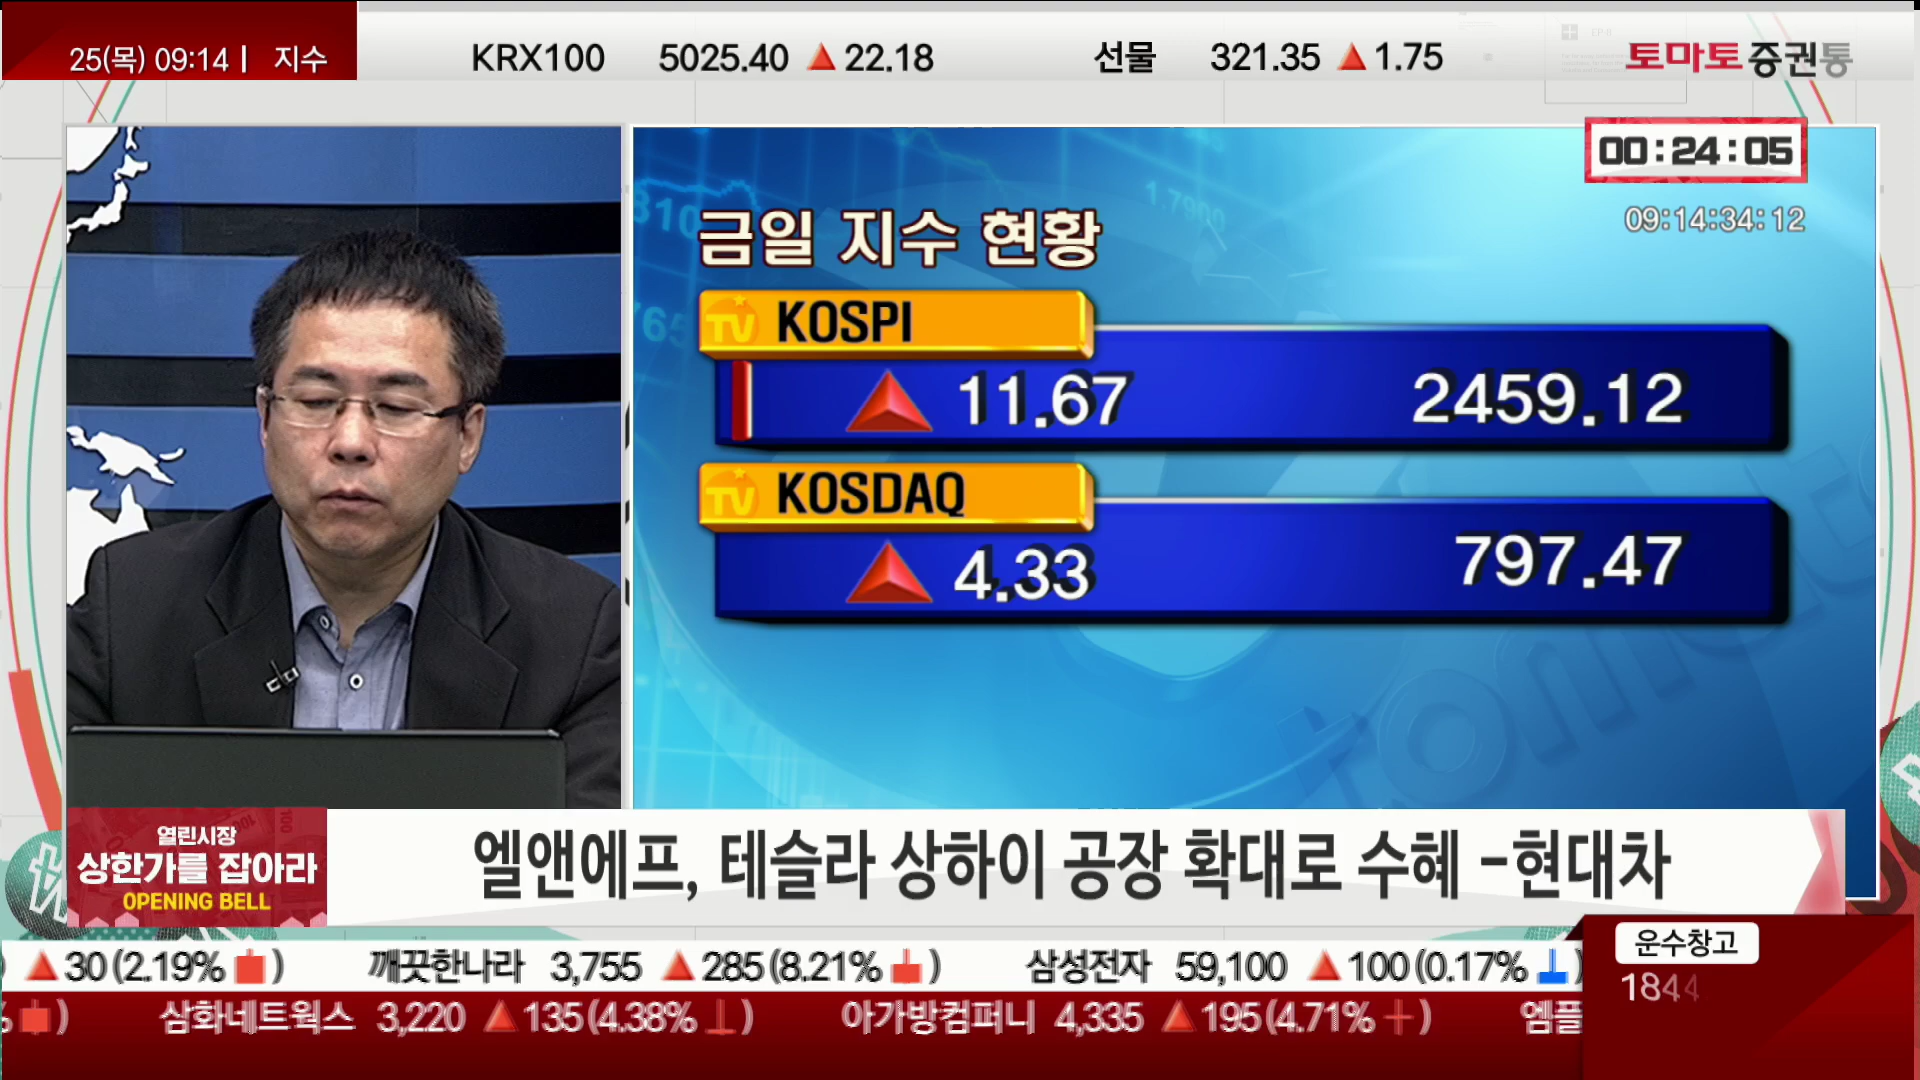 25(목) 09:14 | 지수 KRX100 5025.40 ▲ 22.18 선물 321.35 ▲ 1.75 토마토증권통
00:24:05
09:14:34:12
금일 지수 현황
TV KOSPI
▲ 11.67 2459.12
TV KOSDAQ
▲ 4.33 797.47
열린시장
상한가를 잡아라
OPENING BELL
엘앤에프, 테슬라 상하이 공장 확대로 수혜 -현대차
) ▲30(2.19% ) 깨끗한나라 3,755 ▲285(8.21% ) 삼성전자 59,100 ▲100(0.17% )
% ) 삼화네트웍스 3,220 ▲135(4.38% ) 아가방컴퍼니 4,335 ▲195(4.71% ) 엠플
운수창고
1844